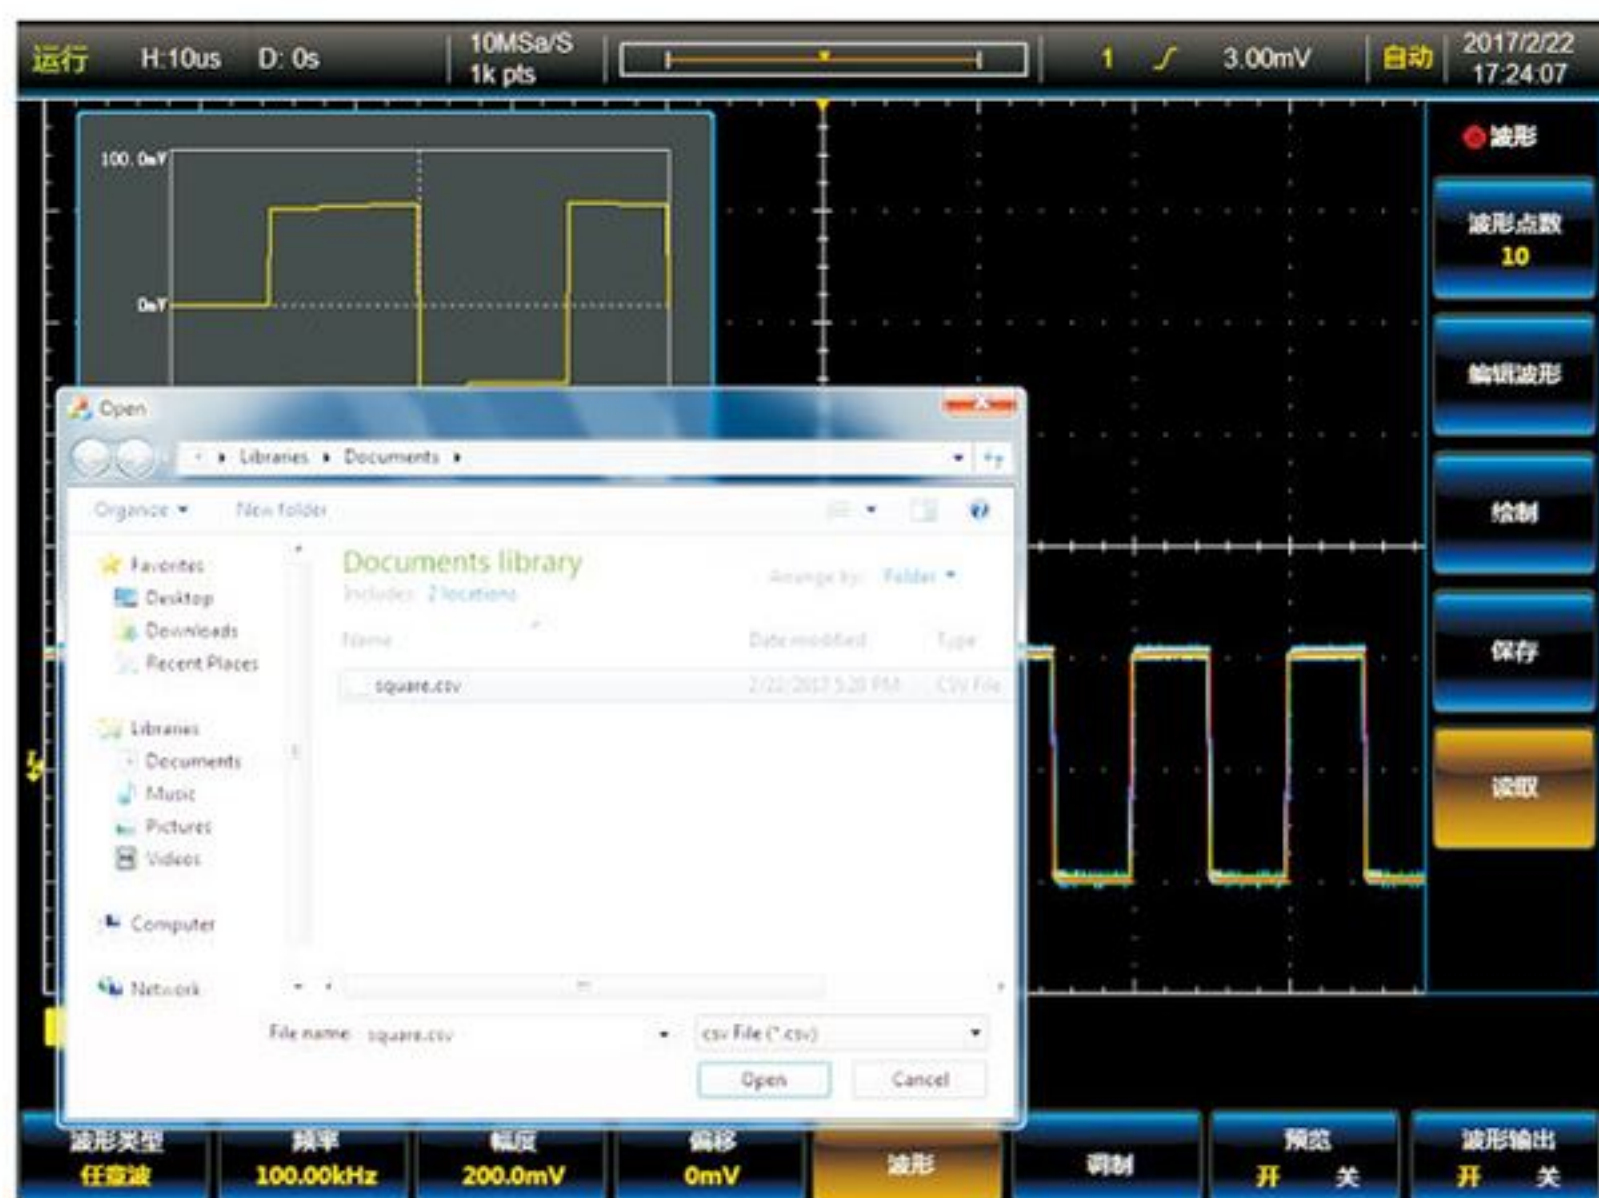 运行 H:10us D: 0s 10MSa/S 1k pts 1 3.00mV 自动 2017/2/22 17:24:07
波形
100.0mV
0mV
波形点数
10
编辑波形
绘制
保存
读取
Open
Libraries Documents
Organize New folder
Favorites
Desktop
Downloads
Recent Places
Libraries
Documents
Music
Pictures
Videos
Computer
Network
Documents library
Includes: 2 locations
Arrange by: Folder
Name Date modified Type
square.csv 2/22/2017 5:20 PM CSV File
File name: square.csv csv File (*.csv)
Open Cancel
波形类型 频率 幅度 偏移 波形 调制 预览 波形输出
任意波 100.00kHz 200.0mV 0mV 开 关 开 关